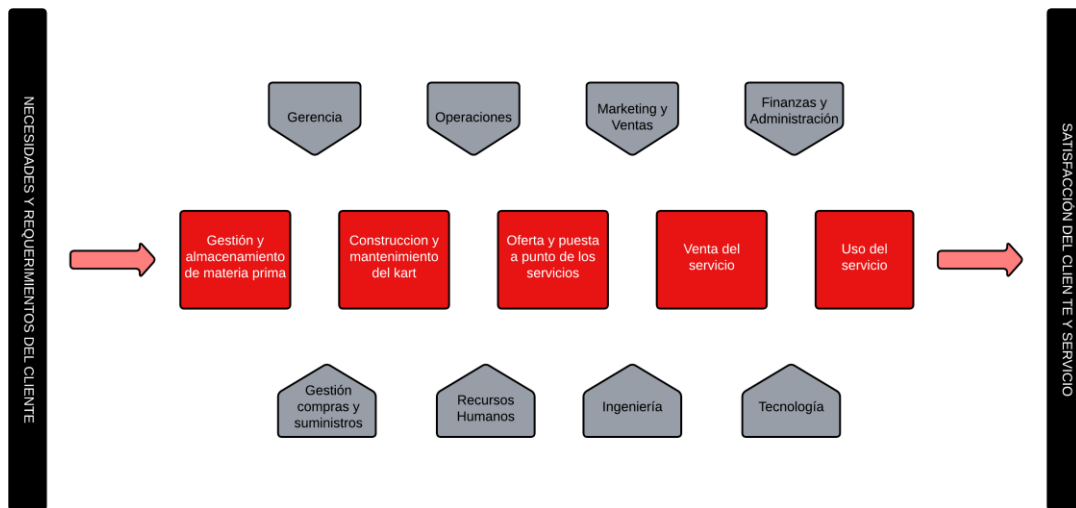 NECESIDADES Y REQUERIMIENTOS DEL CLIENTE
Gerencia
Operaciones
Marketing y
Ventas
Finanzas y
Administración
Gestión y
almacenamiento
de materia prima
Construccion y
mantenimiento
del kart
Oferta y puesta
a punto de los
servicios
Venta del
servicio
Uso del
servicio
Gestión
compras y
suministros
Recursos
Humanos
Ingeniería
Tecnología
SATISFACCIÓN DEL CLIEN TE Y SERVICIO